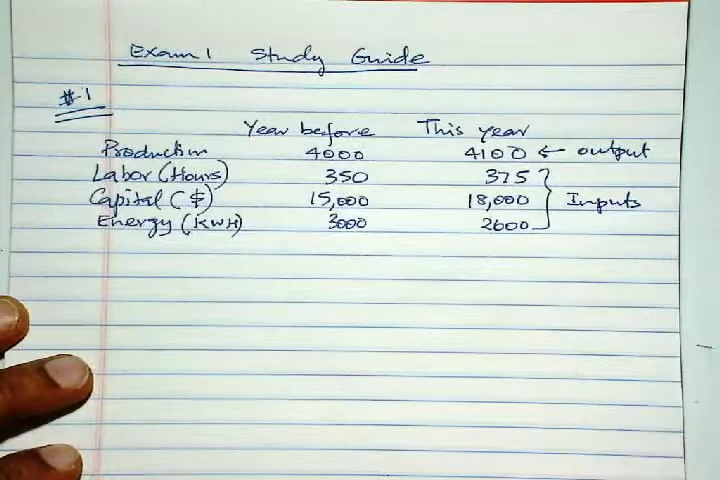 Exam 1 Study Guide
#1
Year before This year
Production 4000 4100 ← output
Labor (Hours) 350 375
Capital ($) 15,000 18,000 Inputs
Energy (KWH) 3000 2600